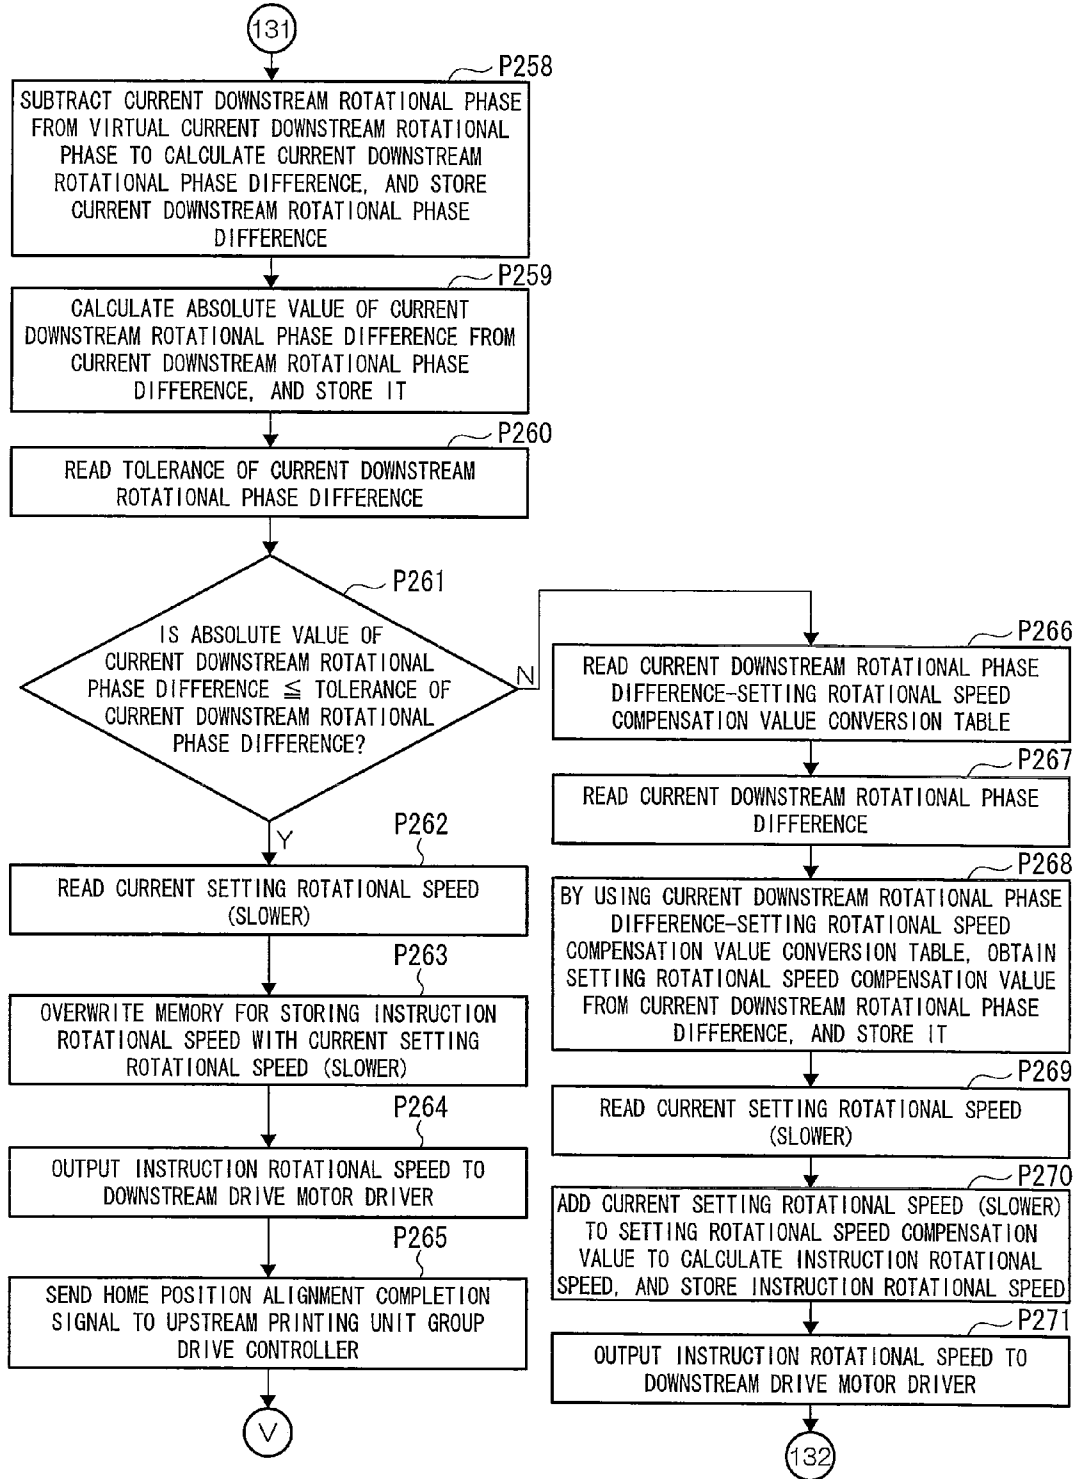 131
P258
SUBTRACT CURRENT DOWNSTREAM ROTATIONAL PHASE
FROM VIRTUAL CURRENT DOWNSTREAM ROTATIONAL
PHASE TO CALCULATE CURRENT DOWNSTREAM
ROTATIONAL PHASE DIFFERENCE, AND STORE
CURRENT DOWNSTREAM ROTATIONAL PHASE
DIFFERENCE
P259
CALCULATE ABSOLUTE VALUE OF CURRENT
DOWNSTREAM ROTATIONAL PHASE DIFFERENCE FROM
CURRENT DOWNSTREAM ROTATIONAL PHASE
DIFFERENCE, AND STORE IT
P260
READ TOLERANCE OF CURRENT DOWNSTREAM
ROTATIONAL PHASE DIFFERENCE
P261
IS ABSOLUTE VALUE OF
CURRENT DOWNSTREAM ROTATIONAL
PHASE DIFFERENCE ≦ TOLERANCE OF
CURRENT DOWNSTREAM ROTATIONAL
PHASE DIFFERENCE?
N
Y
P262
READ CURRENT SETTING ROTATIONAL SPEED
(SLOWER)
P263
OVERWRITE MEMORY FOR STORING INSTRUCTION
ROTATIONAL SPEED WITH CURRENT SETTING
ROTATIONAL SPEED (SLOWER)
P264
OUTPUT INSTRUCTION ROTATIONAL SPEED TO
DOWNSTREAM DRIVE MOTOR DRIVER
P265
SEND HOME POSITION ALIGNMENT COMPLETION
SIGNAL TO UPSTREAM PRINTING UNIT GROUP
DRIVE CONTROLLER
V
P266
READ CURRENT DOWNSTREAM ROTATIONAL PHASE
DIFFERENCE-SETTING ROTATIONAL SPEED
COMPENSATION VALUE CONVERSION TABLE
P267
READ CURRENT DOWNSTREAM ROTATIONAL PHASE
DIFFERENCE
P268
BY USING CURRENT DOWNSTREAM ROTATIONAL PHASE
DIFFERENCE-SETTING ROTATIONAL SPEED
COMPENSATION VALUE CONVERSION TABLE, OBTAIN
SETTING ROTATIONAL SPEED COMPENSATION VALUE
FROM CURRENT DOWNSTREAM ROTATIONAL PHASE
DIFFERENCE, AND STORE IT
P269
READ CURRENT SETTING ROTATIONAL SPEED
(SLOWER)
P270
ADD CURRENT SETTING ROTATIONAL SPEED (SLOWER)
TO SETTING ROTATIONAL SPEED COMPENSATION
VALUE TO CALCULATE INSTRUCTION ROTATIONAL
SPEED, AND STORE INSTRUCTION ROTATIONAL SPEED
P271
OUTPUT INSTRUCTION ROTATIONAL SPEED TO
DOWNSTREAM DRIVE MOTOR DRIVER
132